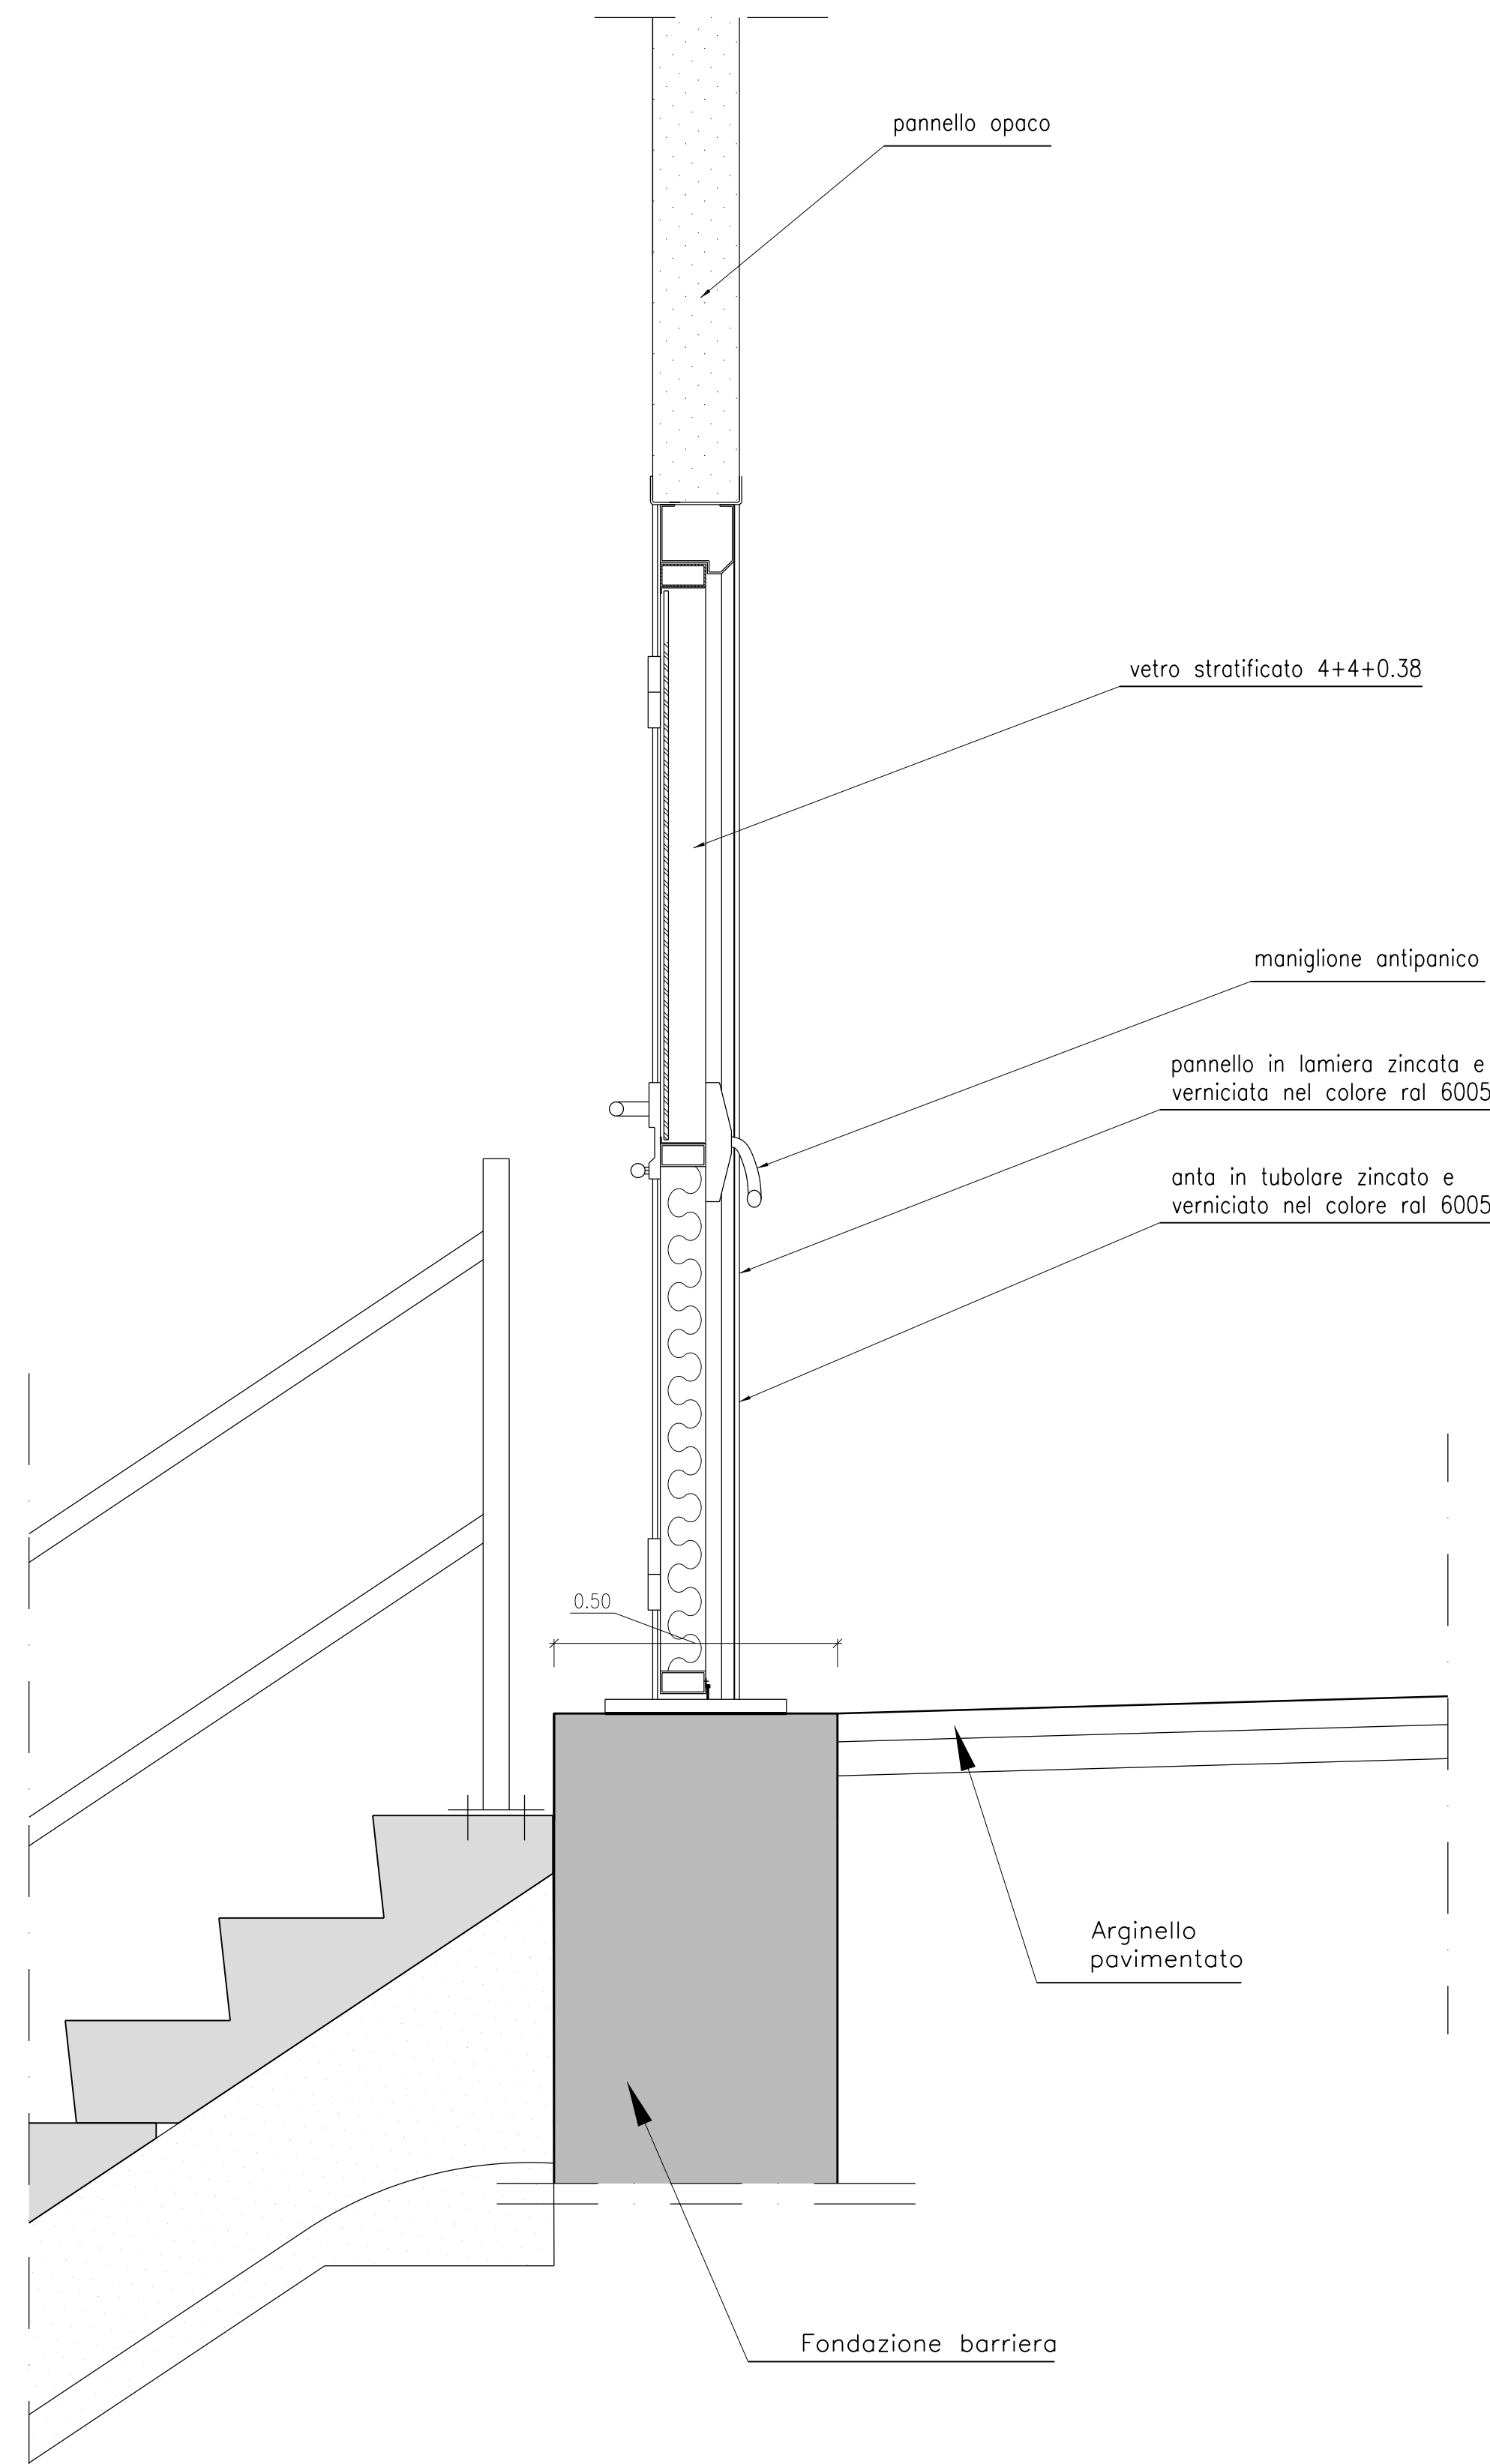 pannello opaco
vetro stratificato 4+4+0.38
maniglione antipanico
pannello in lamiera zincata e
verniciata nel colore ral 6005
anta in tubolare zincato e
verniciato nel colore ral 6005
0.50
Arginello
pavimentato
Fondazione barriera